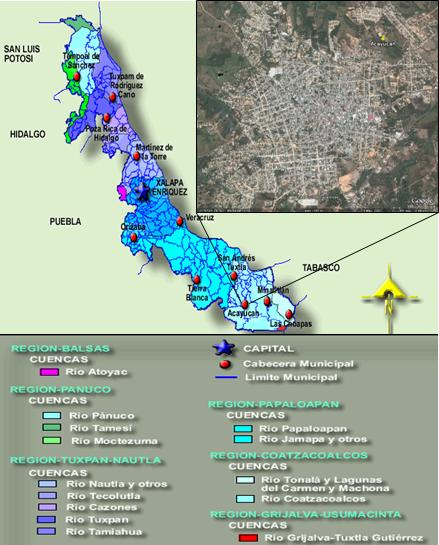 SAN LUIS
POTOSI
Tempoal de
Sánchez
Tuxpam de
Rodríguez
Cano
HIDALGO
Poza Rica de
Hidalgo
Martínez de
la Torre
XALAPA
ENRIQUEZ
PUEBLA
Orizaba
Veracruz
San Andrés
Tuxtla
TABASCO
Tierra
Blanca
Minatitlán
Acayucan
Las Choapas
Acayucan
Google
REGION-BALSAS
CUENCAS
Río Atoyac
REGION-PANUCO
CUENCAS
Río Pánuco
Río Tamesí
Río Moctezuma
REGION-TUXPAN-NAUTLA
CUENCAS
Río Nautla y otros
Río Tecolutla
Río Cazones
Río Tuxpan
Río Tamiahua
CAPITAL
Cabecera Municipal
Limite Municipal
REGION-PAPALOAPAN
CUENCAS
Río Papaloapan
Río Jamapa y otros
REGION-COATZACOALCOS
CUENCAS
Río Tonalá y Lagunas
del Carmen y Machona
Río Coatzacoalcos
REGION-GRIJALVA-USUMACINTA
CUENCAS
Río Grijalva-Tuxtla Gutiérrez